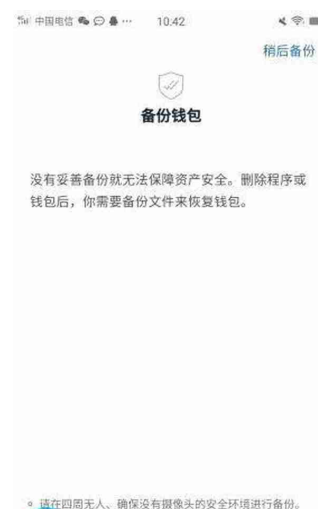 中国电信 ··· 10:42
稍后备份
备份钱包
没有妥善备份就无法保障资产安全。删除程序或
钱包后，你需要备份文件来恢复钱包。
请在四周无人、确保没有摄像头的安全环境进行备份。